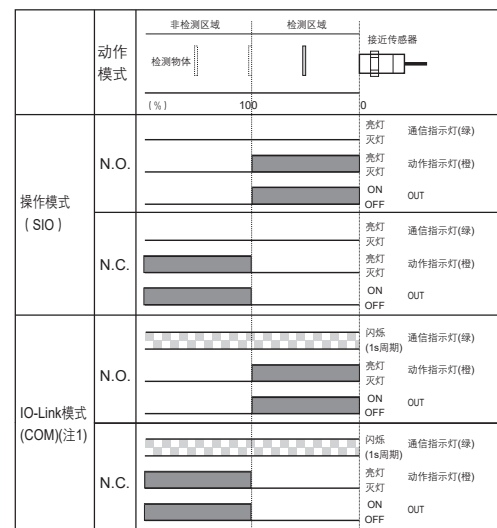 非检测区域 检测区域
动作模式
检测物体
接近传感器
(%) 100 0
操作模式
(SIO)
N.O.
亮灯
灭灯
通信指示灯(绿)
亮灯
灭灯
动作指示灯(橙)
ON
OFF
OUT
N.C.
亮灯
灭灯
通信指示灯(绿)
亮灯
灭灯
动作指示灯(橙)
ON
OFF
OUT
IO-Link模式
(COM)(注1)
N.O.
闪烁
(1s周期)
通信指示灯(绿)
亮灯
灭灯
动作指示灯(橙)
ON
OFF
OUT
N.C.
闪烁
(1s周期)
通信指示灯(绿)
亮灯
灭灯
动作指示灯(橙)
ON
OFF
OUT